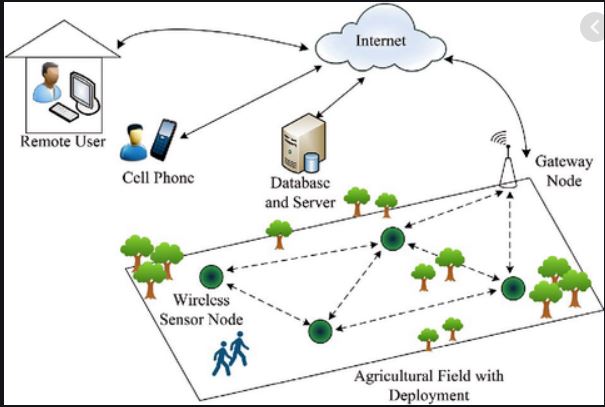 Internet
Remote User
Cell Phone
Database
and Server
Gateway
Node
Wireless
Sensor Node
Agricultural Field with
Deployment